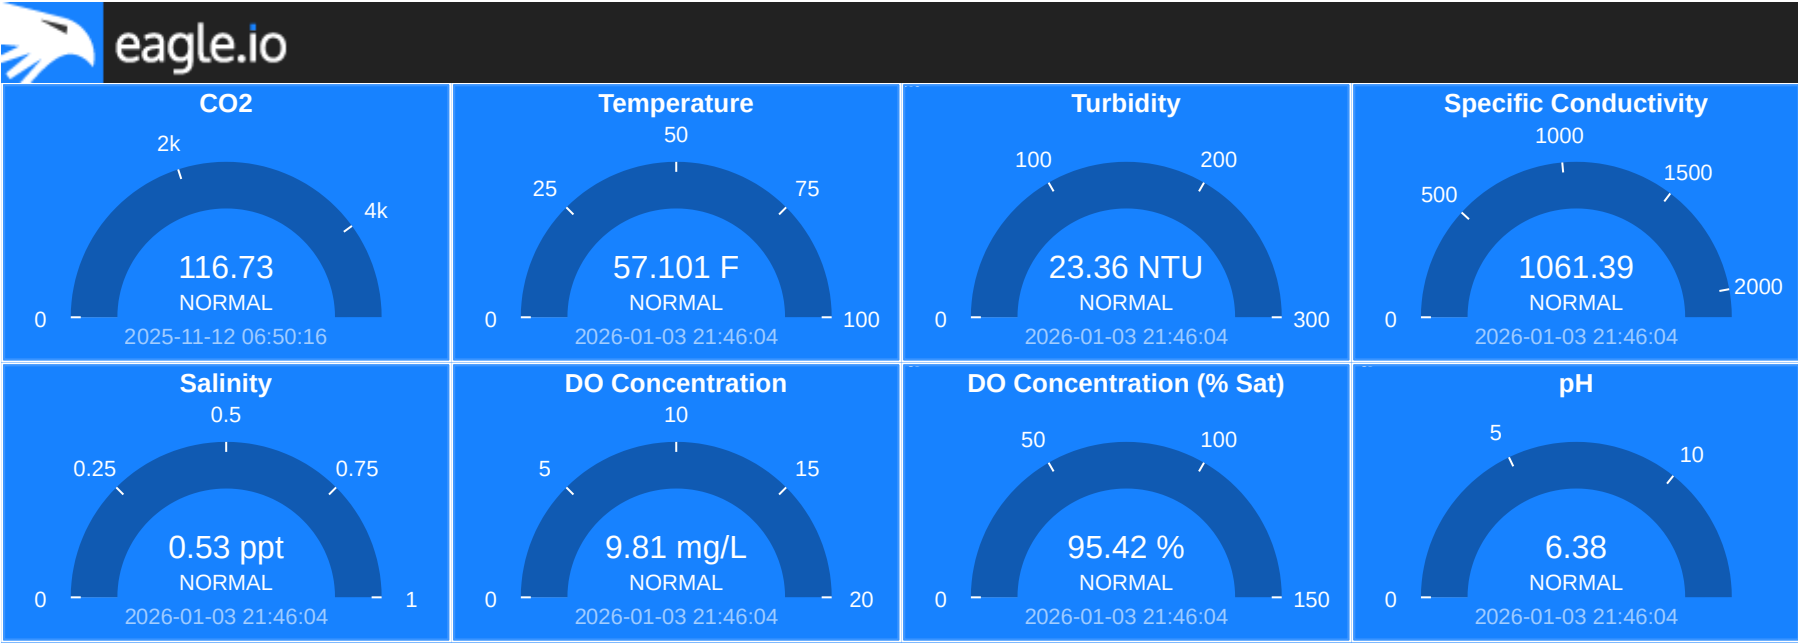 eagle.io
CO2
2k
4k
116.73
NORMAL
0
2025-11-12 06:50:16
Temperature
50
25
75
57.101 F
NORMAL
0
100
2026-01-03 21:46:04
Turbidity
100
200
23.36 NTU
NORMAL
0
300
2026-01-03 21:46:04
Specific Conductivity
1000
1500
500
1061.39
2000
NORMAL
0
2026-01-03 21:46:04
Salinity
0.5
0.25
0.75
0.53 ppt
NORMAL
0
1
2026-01-03 21:46:04
DO Concentration
10
5
15
9.81 mg/L
NORMAL
0
20
2026-01-03 21:46:04
DO Concentration (% Sat)
50
100
95.42 %
NORMAL
0
150
2026-01-03 21:46:04
pH
5
10
6.38
NORMAL
0
2026-01-03 21:46:04